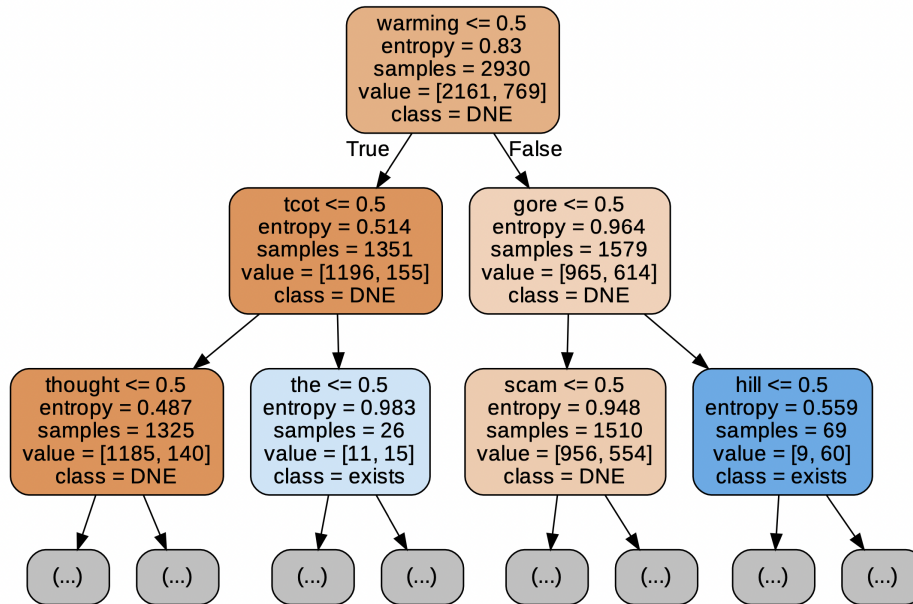 warming <= 0.5
entropy = 0.83
samples = 2930
value = [2161, 769]
class = DNE
True
False
tcot <= 0.5
entropy = 0.514
samples = 1351
value = [1196, 155]
class = DNE
gore <= 0.5
entropy = 0.964
samples = 1579
value = [965, 614]
class = DNE
thought <= 0.5
entropy = 0.487
samples = 1325
value = [1185, 140]
class = DNE
the <= 0.5
entropy = 0.983
samples = 26
value = [11, 15]
class = exists
scam <= 0.5
entropy = 0.948
samples = 1510
value = [956, 554]
class = DNE
hill <= 0.5
entropy = 0.559
samples = 69
value = [9, 60]
class = exists
(...)
(...)
(...)
(...)
(...)
(...)
(...)
(...)